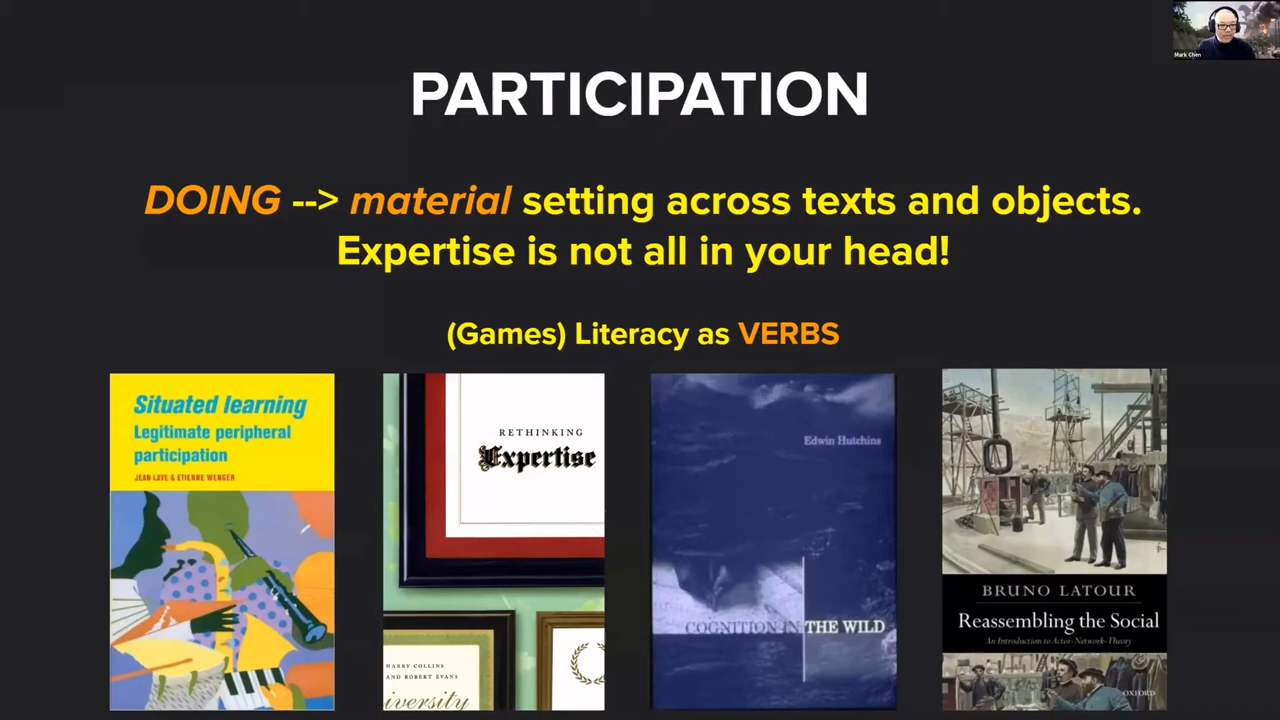 Mark Chen
PARTICIPATION
DOING --> material setting across texts and objects.
Expertise is not all in your head!
(Games) Literacy as VERBS
Situated learning
Legitimate peripheral
participation
JEAN LAVE & ETIENNE WENGER
RETHINKING
Expertise
HARRY COLLINS
AND ROBERT EVANS
iversity
Edwin Hutchins
COGNITION IN THE WILD
BRUNO LATOUR
Reassembling the Social
An Introduction to Actor-Network-Theory
OXFORD